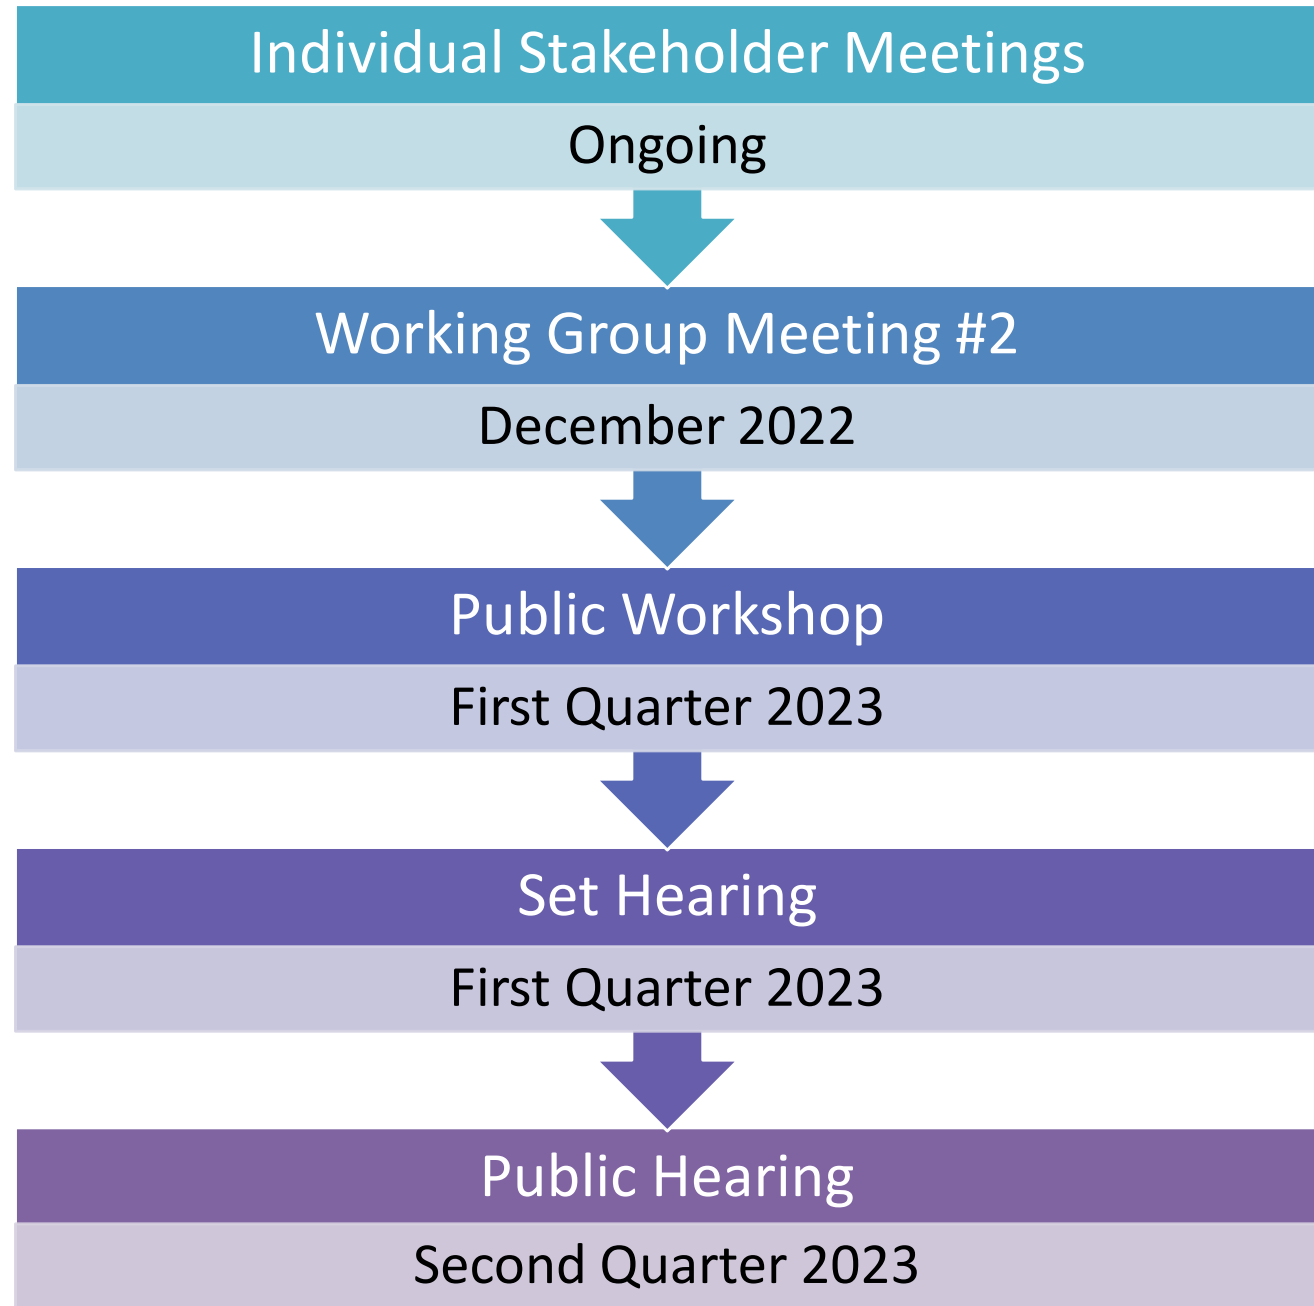 Individual Stakeholder Meetings
Ongoing
Working Group Meeting #2
December 2022
Public Workshop
First Quarter 2023
Set Hearing
First Quarter 2023
Public Hearing
Second Quarter 2023